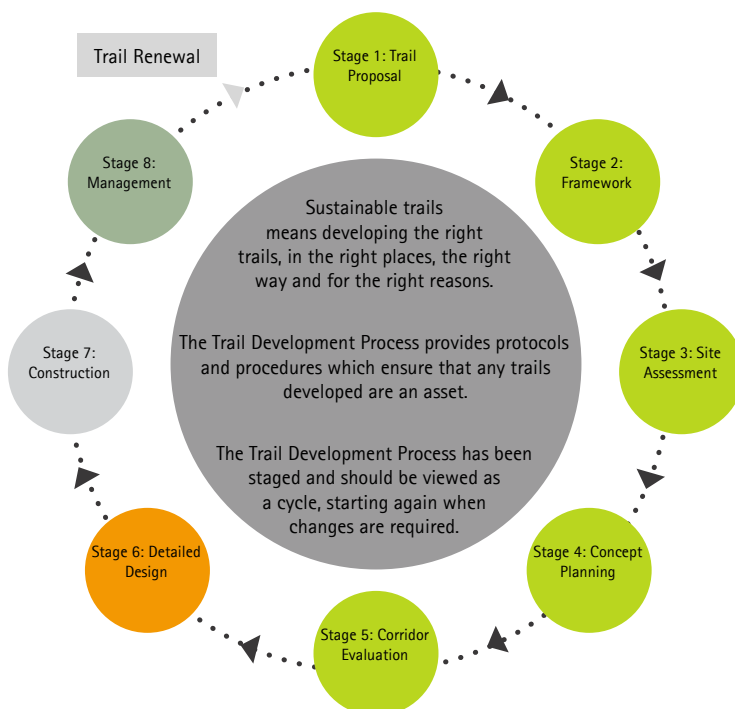 Trail Renewal
Stage 1: Trail
Proposal
Stage 2:
Framework
Stage 3: Site
Assessment
Stage 4: Concept
Planning
Stage 5: Corridor
Evaluation
Stage 6: Detailed
Design
Stage 7:
Construction
Stage 8:
Management
Sustainable trails
means developing the right
trails, in the right places, the right
way and for the right reasons.
The Trail Development Process provides protocols
and procedures which ensure that any trails
developed are an asset.
The Trail Development Process has been
staged and should be viewed as
a cycle, starting again when
changes are required.